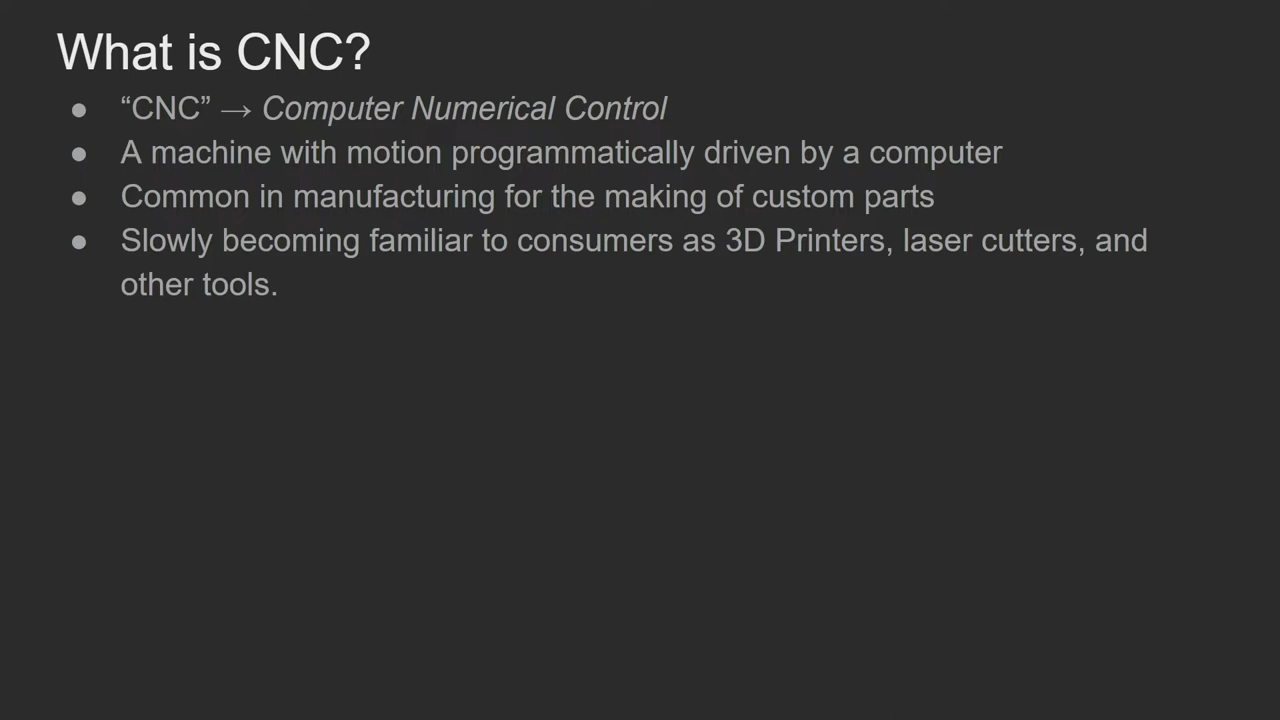 What is CNC?
● “CNC” → Computer Numerical Control
● A machine with motion programmatically driven by a computer
● Common in manufacturing for the making of custom parts
● Slowly becoming familiar to consumers as 3D Printers, laser cutters, and
other tools.